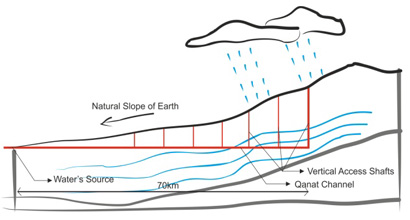 Natural Slope of Earth
Vertical Access Shafts
Water's Source
70km
Qanat Channel